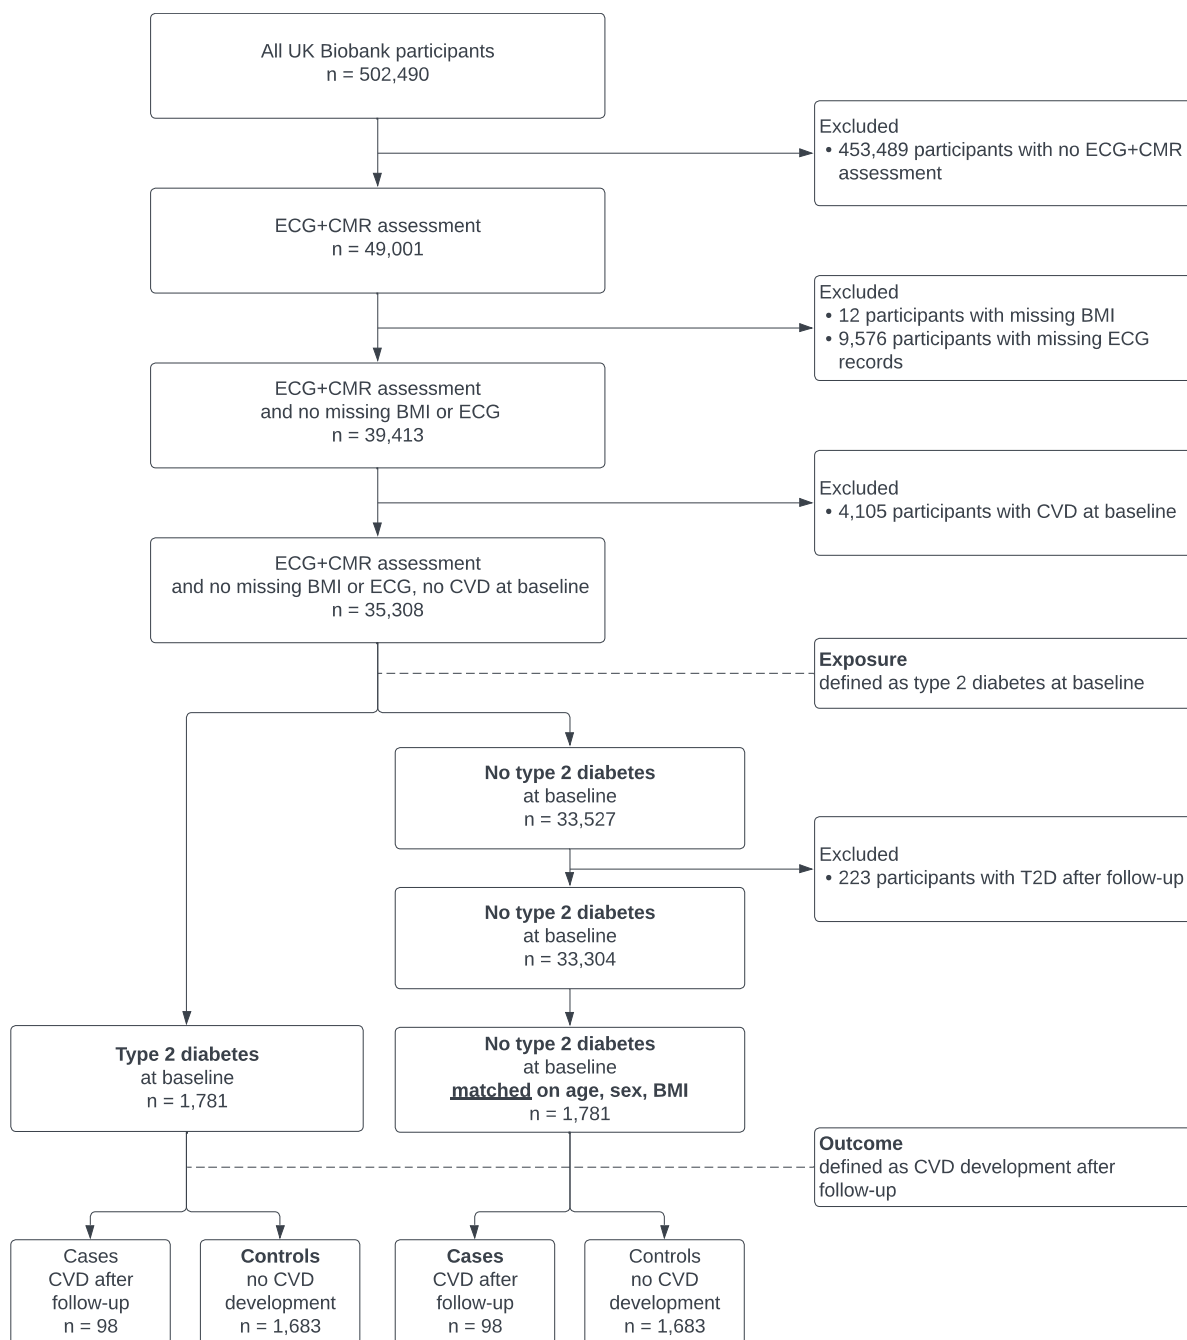 All UK Biobank participants
n = 502,490
Excluded
• 453,489 participants with no ECG+CMR
assessment
ECG+CMR assessment
n = 49,001
Excluded
• 12 participants with missing BMI
• 9,576 participants with missing ECG
records
ECG+CMR assessment
and no missing BMI or ECG
n = 39,413
Excluded
• 4,105 participants with CVD at baseline
ECG+CMR assessment
and no missing BMI or ECG, no CVD at baseline
n = 35,308
Exposure
defined as type 2 diabetes at baseline
No type 2 diabetes
at baseline
n = 33,527
Excluded
• 223 participants with T2D after follow-up
No type 2 diabetes
at baseline
n = 33,304
Type 2 diabetes
at baseline
n = 1,781
No type 2 diabetes
at baseline
matched on age, sex, BMI
n = 1,781
Outcome
defined as CVD development after
follow-up
Cases
CVD after
follow-up
n = 98
Controls
no CVD
development
n = 1,683
Cases
CVD after
follow-up
n = 98
Controls
no CVD
development
n = 1,683